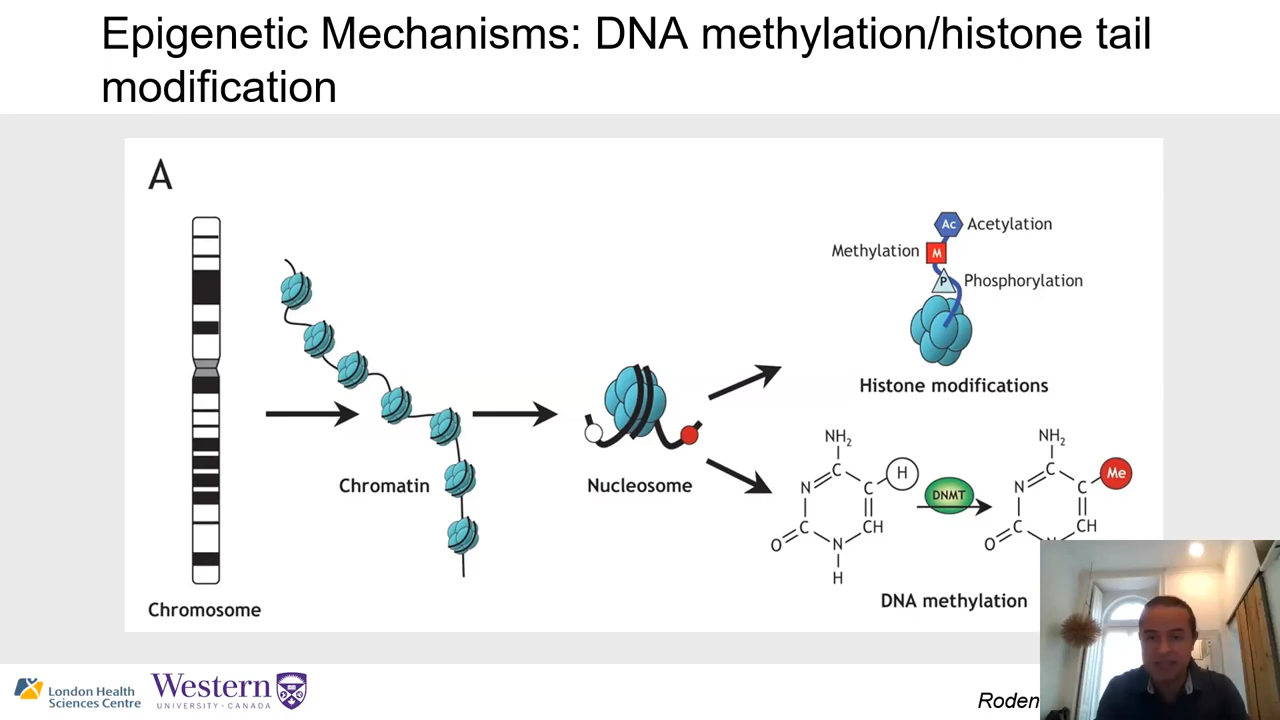 Epigenetic Mechanisms: DNA methylation/histone tail
modification
A
Ac Acetylation
Methylation M
P Phosphorylation
Histone modifications
Chromatin
Nucleosome
Chromosome
NH₂
C
N
C
H
C
CH
O
N
H
DNMT
NH₂
C
N
C
Me
C
CH
O
DNA methylation
London Health
Sciences Centre
Western
UNIVERSITY · CANADA
Roden